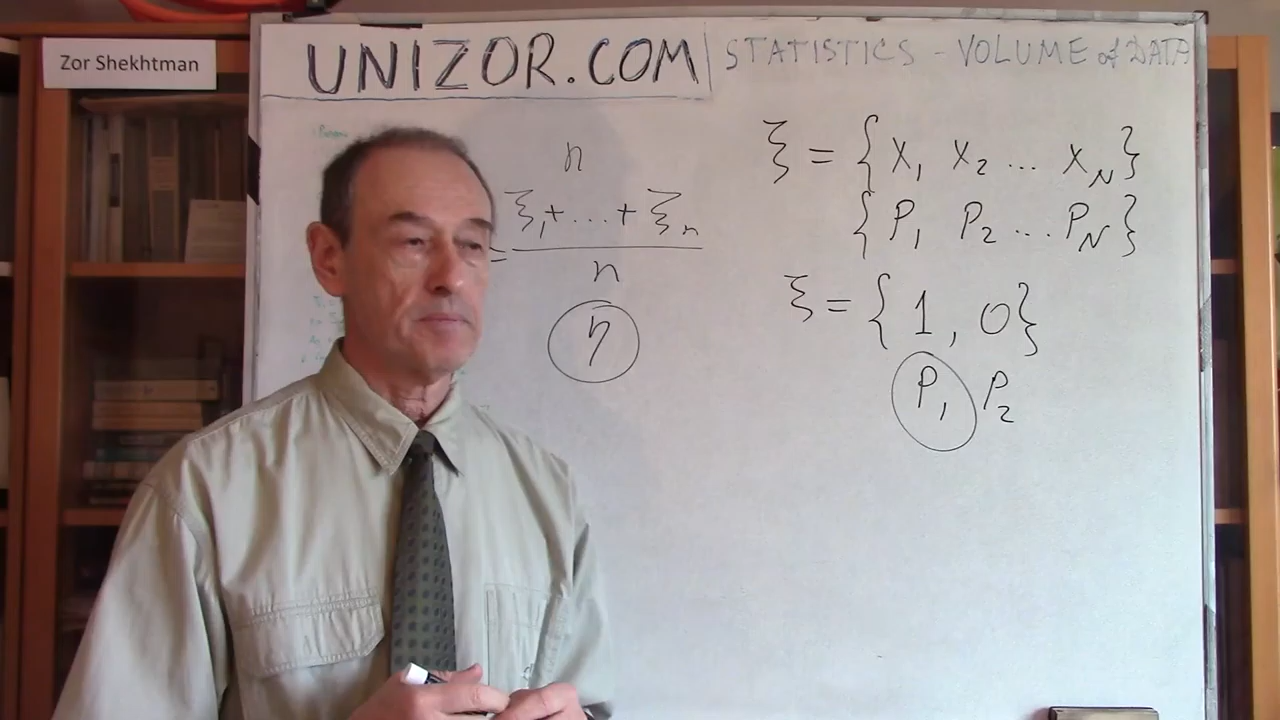 Zor Shekhtman
UNIZOR.COM
STATISTICS - VOLUME of DATA
n
= ξ₁+...+ξₙ
n
η
ξ = {X₁ X₂ ... X_N}
{P₁ P₂ ... P_N}
ξ = {1, 0}
P₁ P₂